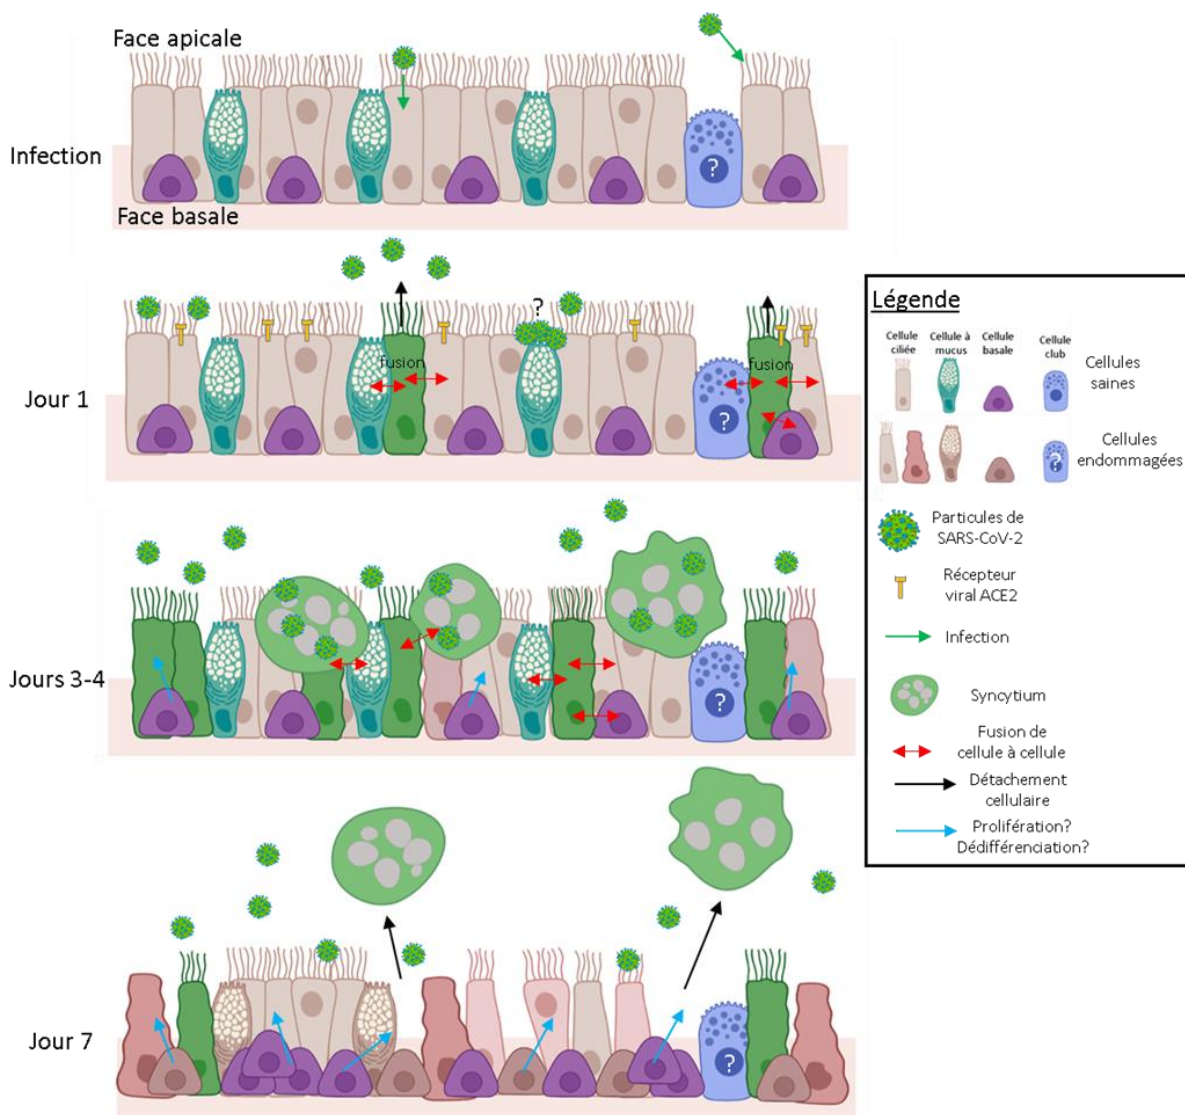 Face apicale
Infection
?
Face basale
?
fusion
fusion
Jour 1
?
Jours 3-4
?
Jour 7
?
Légende
Cellule
ciliée
Cellule à
mucus
Cellule
basale
Cellule
club
Cellules
saines
Cellules
endommagées
?
Particules de
SARS-CoV-2
Récepteur
viral ACE2
Infection
Syncytium
Fusion de
cellule à cellule
Détachement
cellulaire
Prolifération?
Dédifférenciation?